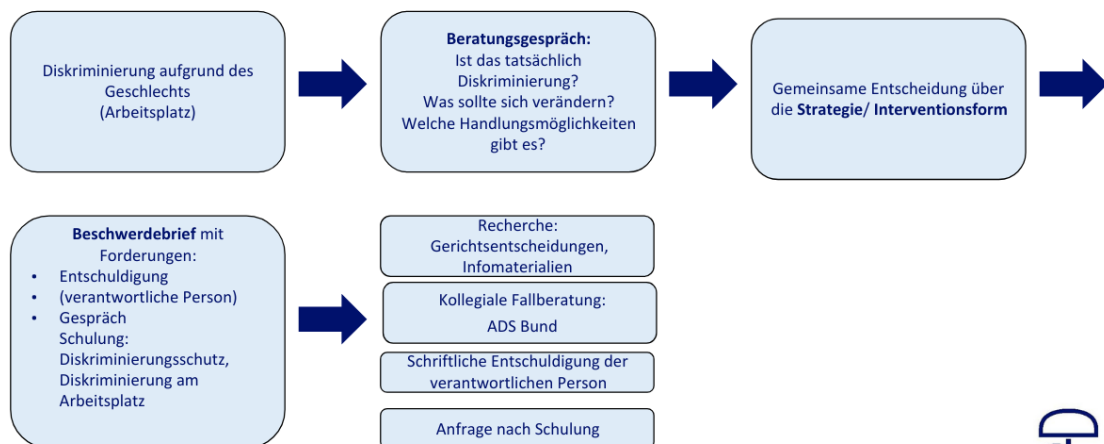 Diskriminierung aufgrund des
Geschlechts
(Arbeitsplatz)
Beratungsgespräch:
Ist das tatsächlich
Diskriminierung?
Was sollte sich verändern?
Welche Handlungsmöglichkeiten
gibt es?
Gemeinsame Entscheidung über
die Strategie/ Interventionsform
Beschwerdebrief mit
Forderungen:
• Entschuldigung
• (verantwortliche Person)
• Gespräch
Schulung:
Diskriminierungsschutz,
Diskriminierung am
Arbeitsplatz
Recherche:
Gerichtsentscheidungen,
Infomaterialien
Kollegiale Fallberatung:
ADS Bund
Schriftliche Entschuldigung der
verantwortlichen Person
Anfrage nach Schulung